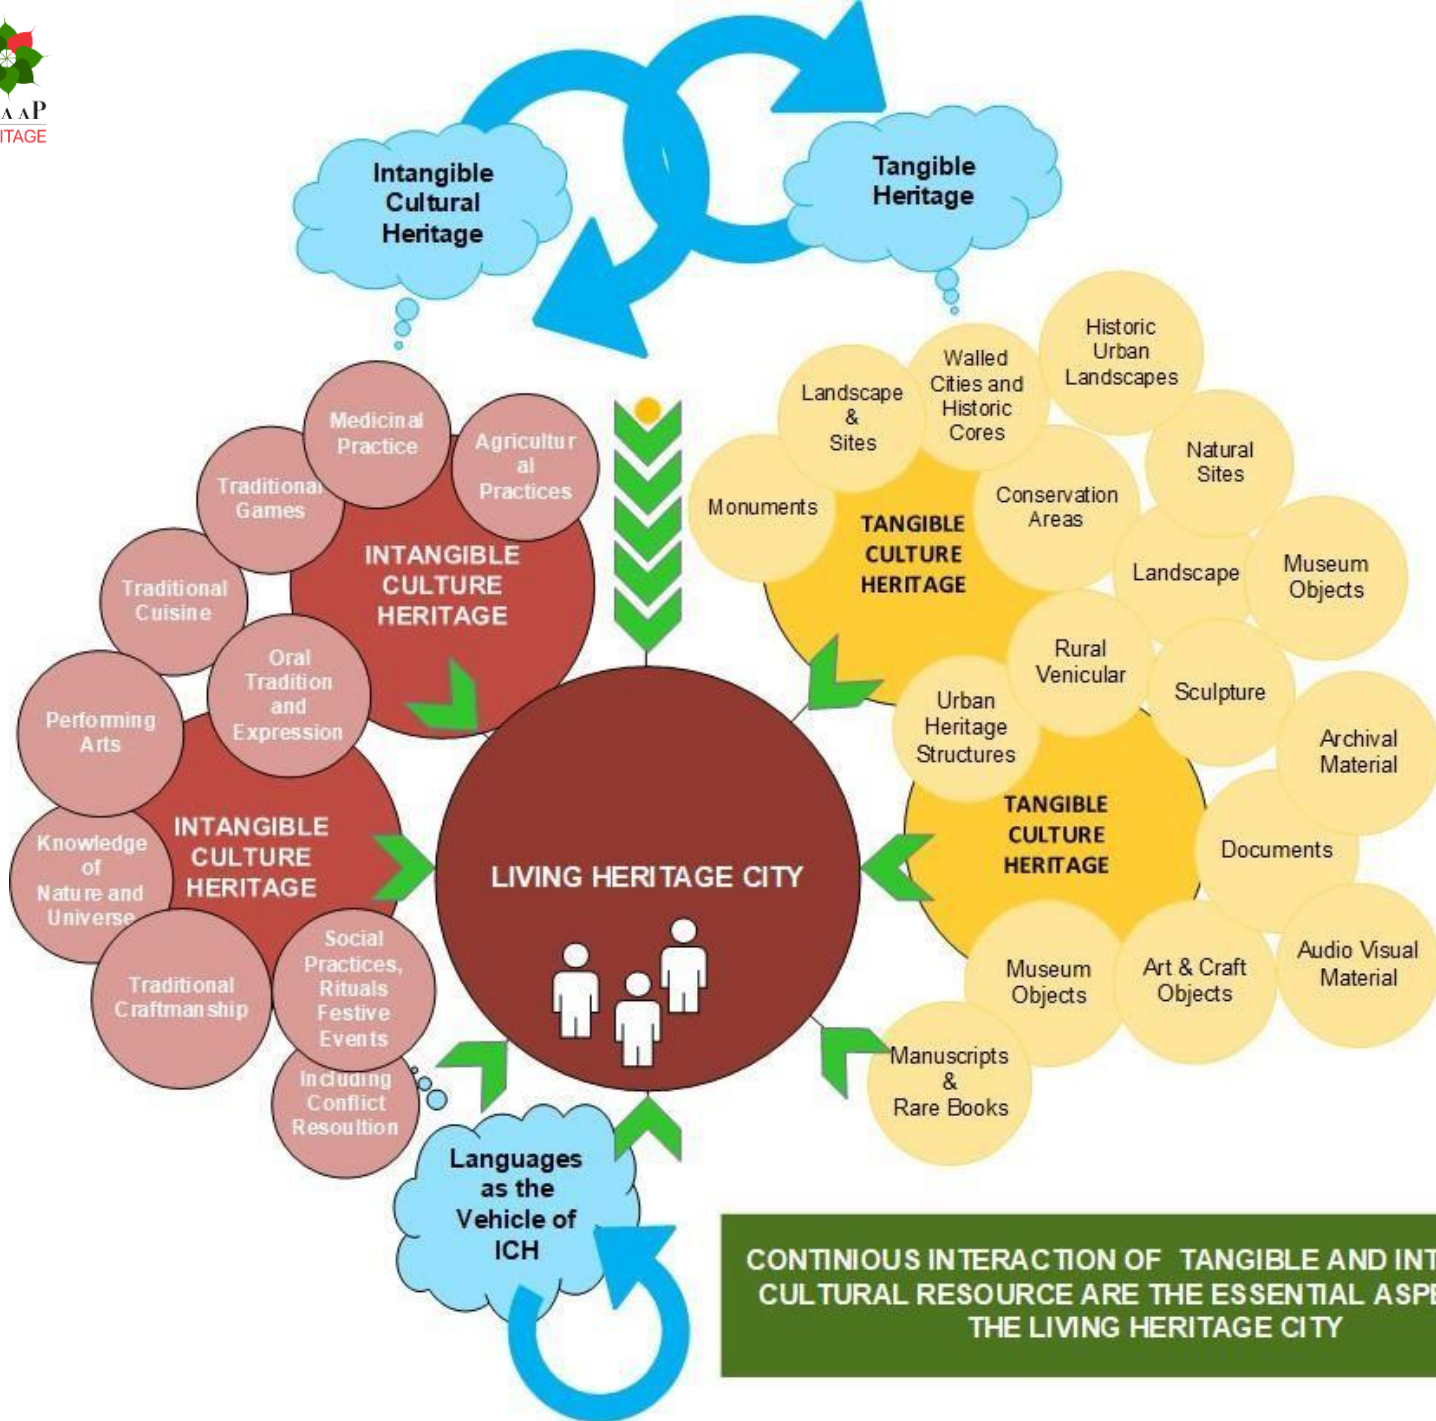 AAP
ITAGE
Intangible
Cultural
Heritage
Tangible
Heritage
Historic
Urban
Landscapes
Walled
Cities and
Historic
Cores
Landscape
&
Sites
Monuments
Natural
Sites
Conservation
Areas
TANGIBLE
CULTURE
HERITAGE
Landscape
Museum
Objects
Medicinal
Practice
Agricultur
al
Practices
Traditional
Games
INTANGIBLE
CULTURE
HERITAGE
Traditional
Cuisine
Oral
Tradition
and
Expression
Performing
Arts
Rural
Venicular
Sculpture
Urban
Heritage
Structures
Archival
Material
TANGIBLE
CULTURE
HERITAGE
Documents
INTANGIBLE
CULTURE
HERITAGE
Knowledge
of
Nature and
Universe
LIVING HERITAGE CITY
Traditional
Craftmanship
Social
Practices,
Rituals
Festive
Events
Including
Conflict
Resoultion
Museum
Objects
Art & Craft
Objects
Audio Visual
Material
Manuscripts
&
Rare Books
Languages
as the
Vehicle of
ICH
CONTINIOUS INTERACTION OF TANGIBLE AND INT
CULTURAL RESOURCE ARE THE ESSENTIAL ASPE
THE LIVING HERITAGE CITY